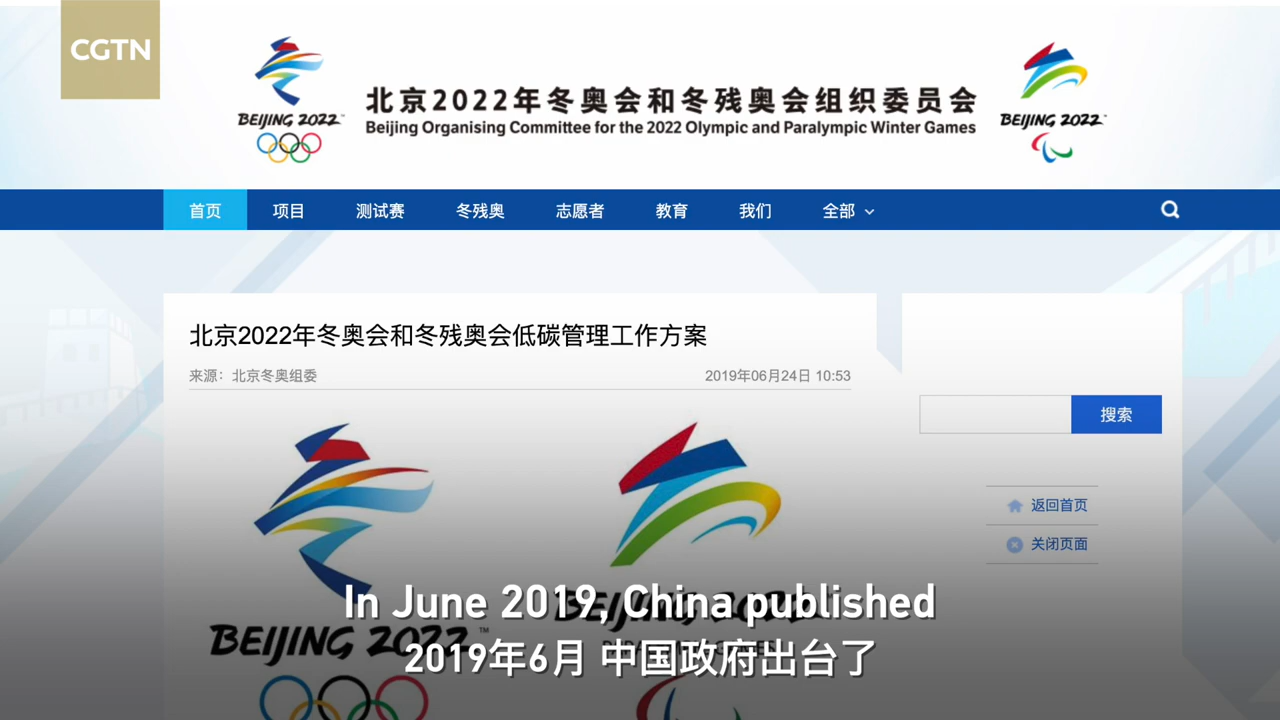 CGTN
BEIJING 2022™
北京2022年冬奥会和冬残奥会组织委员会
Beijing Organising Committee for the 2022 Olympic and Paralympic Winter Games
BEIJING 2022™
首页 项目 测试赛 冬残奥 志愿者 教育 我们 全部
北京2022年冬奥会和冬残奥会低碳管理工作方案
来源：北京冬奥组委 2019年06月24日 10:53
搜索
返回首页
关闭页面
BEIJING 2022™
BEIJING 2022
In June 2019, China published
2019年6月 中国政府出台了